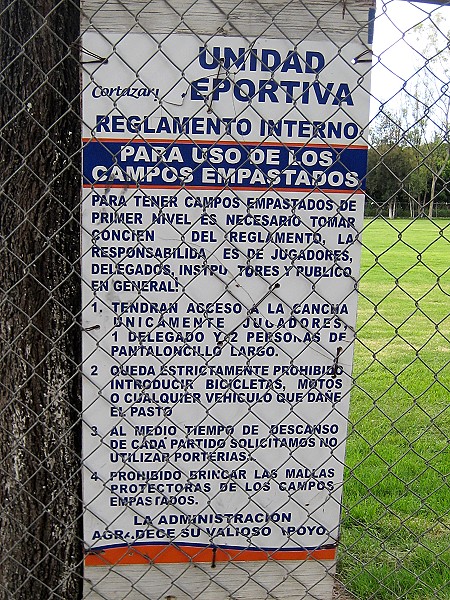 UNIDAD
Cortazar EPORTIVA
REGLAMENTO INTERNO
PARA USO DE LOS
CAMPOS EMPASTADOS
PARA TENER CAMPOS EMPASTADOS DE
PRIMER NIVEL ES NECESARIO TOMAR
CONCIEN DEL REGLAMENTO, LA
RESPONSABILIDA ES DE JUGADORES,
DELEGADOS, INSTRU TORES Y PUBLICO
EN GENERAL!
1. TENDRAN ACCESO A LA CANCHA
UNICAMENTE JUGADORES,
1 DELEGADO Y 2 PERSONAS DE
PANTALONCILLO LARGO.
2 QUEDA ESTRICTAMENTE PROHIBIDO
INTRODUCIR BICICLETAS, MOTOS
O CUALQUIER VEHICULO QUE DAÑE
EL PASTO
3. AL MEDIO TIEMPO DE DESCANSO
DE CADA PARTIDO SOLICITAMOS NO
UTILIZAR PORTERIAS.
4. PROHIBIDO BRINCAR LAS MALLAS
PROTECTORAS DE LOS CAMPOS
EMPASTADOS.
LA ADMINISTRACION
AGRADECE SU VALIOSO APOYO.